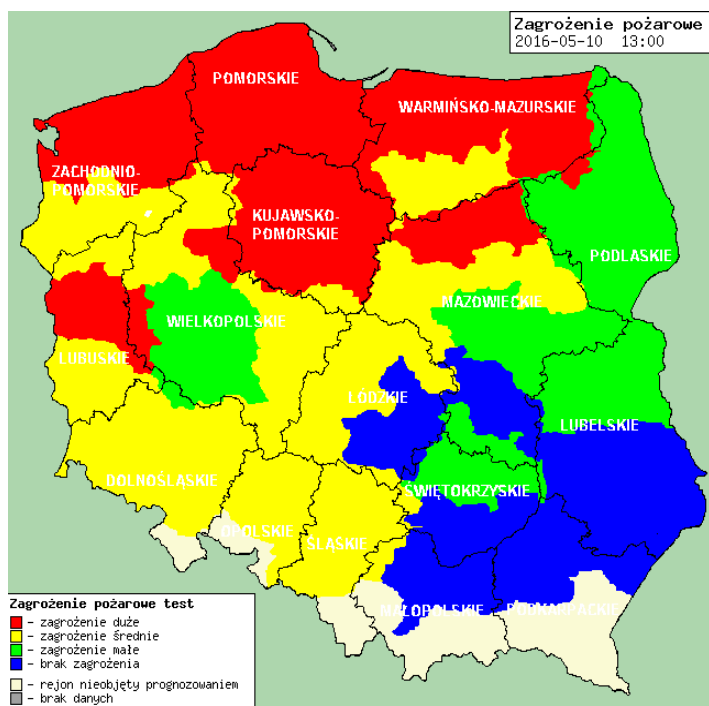 Zagrożenie pożarowe
2016-05-10 13:00
POMORSKIE
WARMIŃSKO-MAZURSKIE
ZACHODNIO-
POMORSKIE
KUJAWSKO-
POMORSKIE
PODLASKIE
MAZOWIECKIE
WIELKOPOLSKIE
LUBUSKIE
ŁÓDZKIE
LUBELSKIE
DOLNOŚLĄSKIE
ŚWIĘTOKRZYSKIE
OPOLSKIE
ŚLĄSKIE
MAŁOPOLSKIE
PODKARPACKIE
Zagrożenie pożarowe test
- zagrożenie duże
- zagrożenie średnie
- zagrożenie małe
- brak zagrożenia
- rejon nieobjęty prognozowaniem
- brak danych